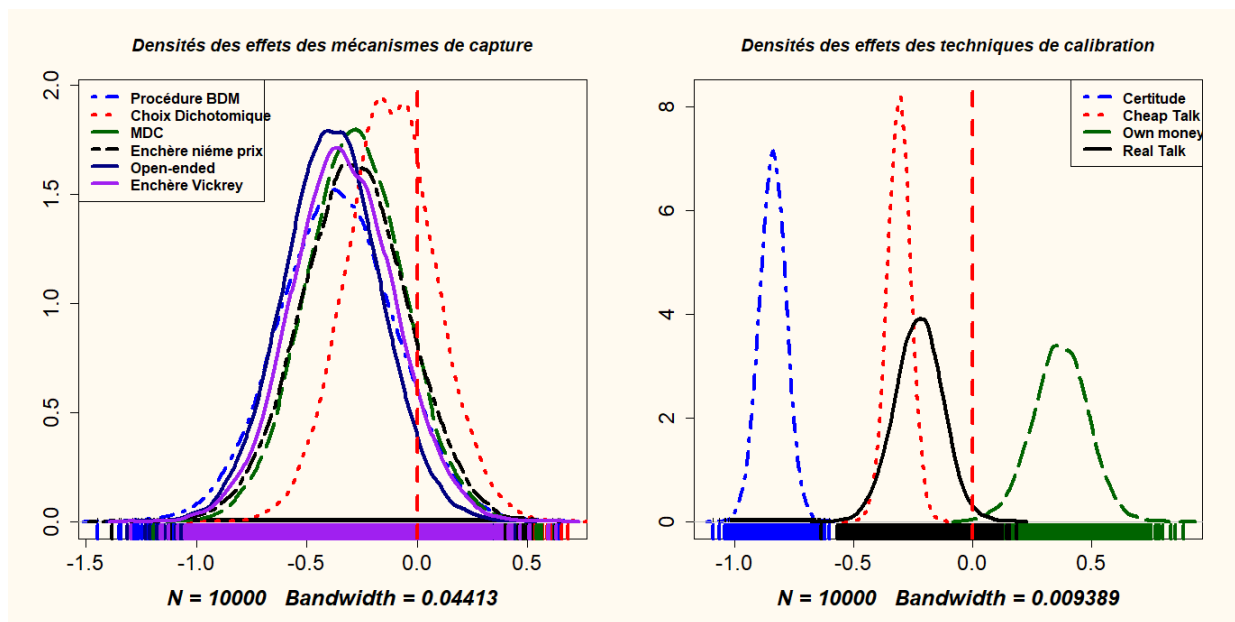 Densités des effets des mécanismes de capture
2.0
1.5
1.0
0.5
0.0
Procédure BDM
Choix Dichotomique
MDC
Enchère niéme prix
Open-ended
Enchère Vickrey
-1.5 -1.0 -0.5 0.0 0.5
N = 10000 Bandwidth = 0.04413
Densités des effets des techniques de calibration
8
6
4
2
0
Certitude
Cheap Talk
Own money
Real Talk
-1.0 -0.5 0.0 0.5
N = 10000 Bandwidth = 0.009389